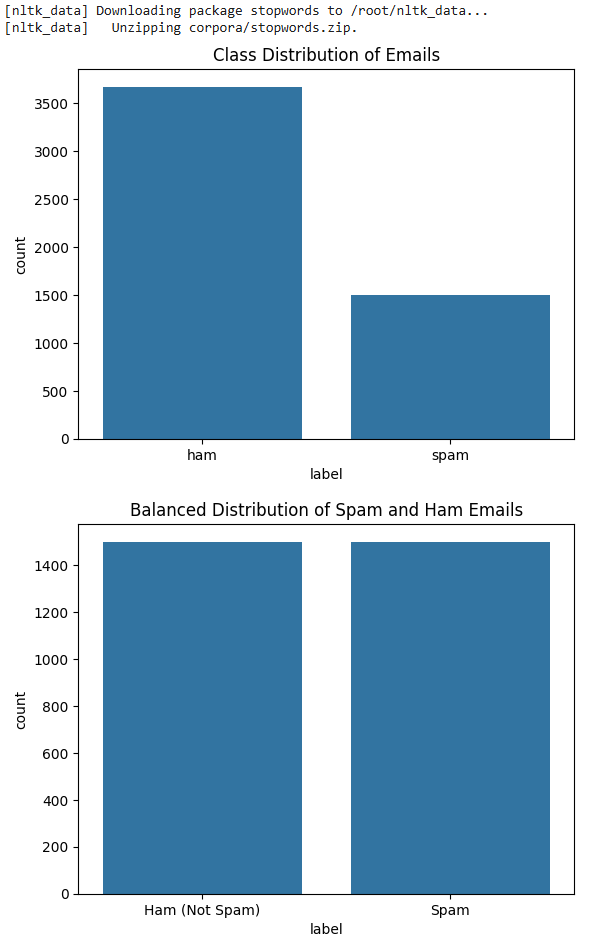 [nltk_data] Downloading package stopwords to /root/nltk_data...
[nltk_data]   Unzipping corpora/stopwords.zip.
Class Distribution of Emails
3500
3000
2500
2000
1500
1000
500
0
count
ham spam
label
Balanced Distribution of Spam and Ham Emails
1400
1200
1000
800
600
400
200
0
count
Ham (Not Spam) Spam
label